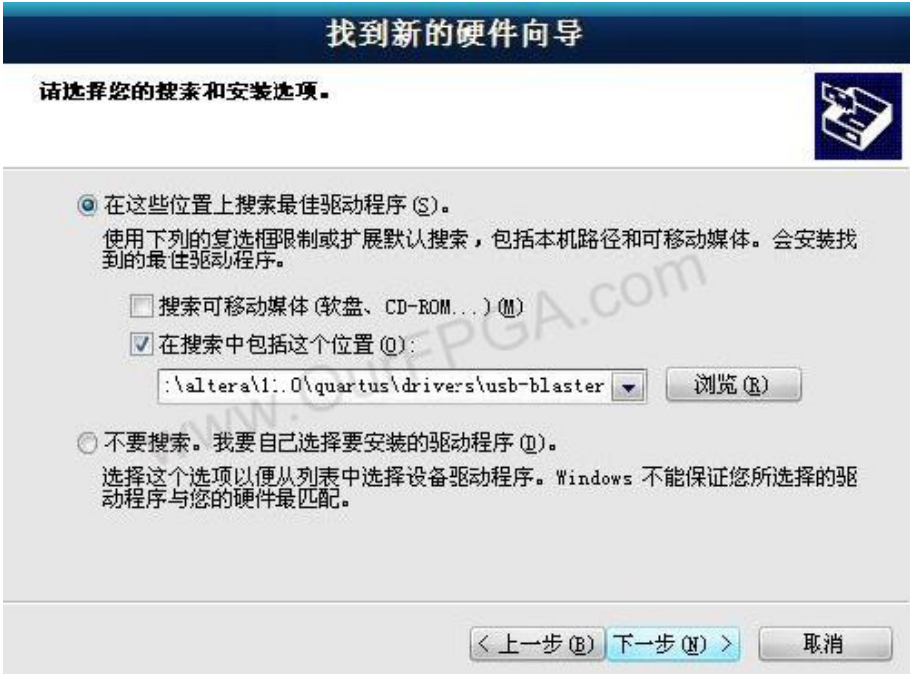 找到新的硬件向导
请选择您的搜索和安装选项。
在这些位置上搜索最佳驱动程序(S)。
使用下列的复选框限制或扩展默认搜索，包括本机路径和可移动媒体。会安装找
到的最佳驱动程序。
搜索可移动媒体(软盘、CD-ROM...)(M)
在搜索中包括这个位置(O):
:\altera\11.0\quartus\drivers\usb-blaster
浏览(R)
不要搜索。我要自己选择要安装的驱动程序(D)。
选择这个选项以便从列表中选择设备驱动程序。Windows 不能保证您所选择的驱
动程序与您的硬件最匹配。
www.OurFPGA.com
< 上一步(B)
下一步(N) >
取消